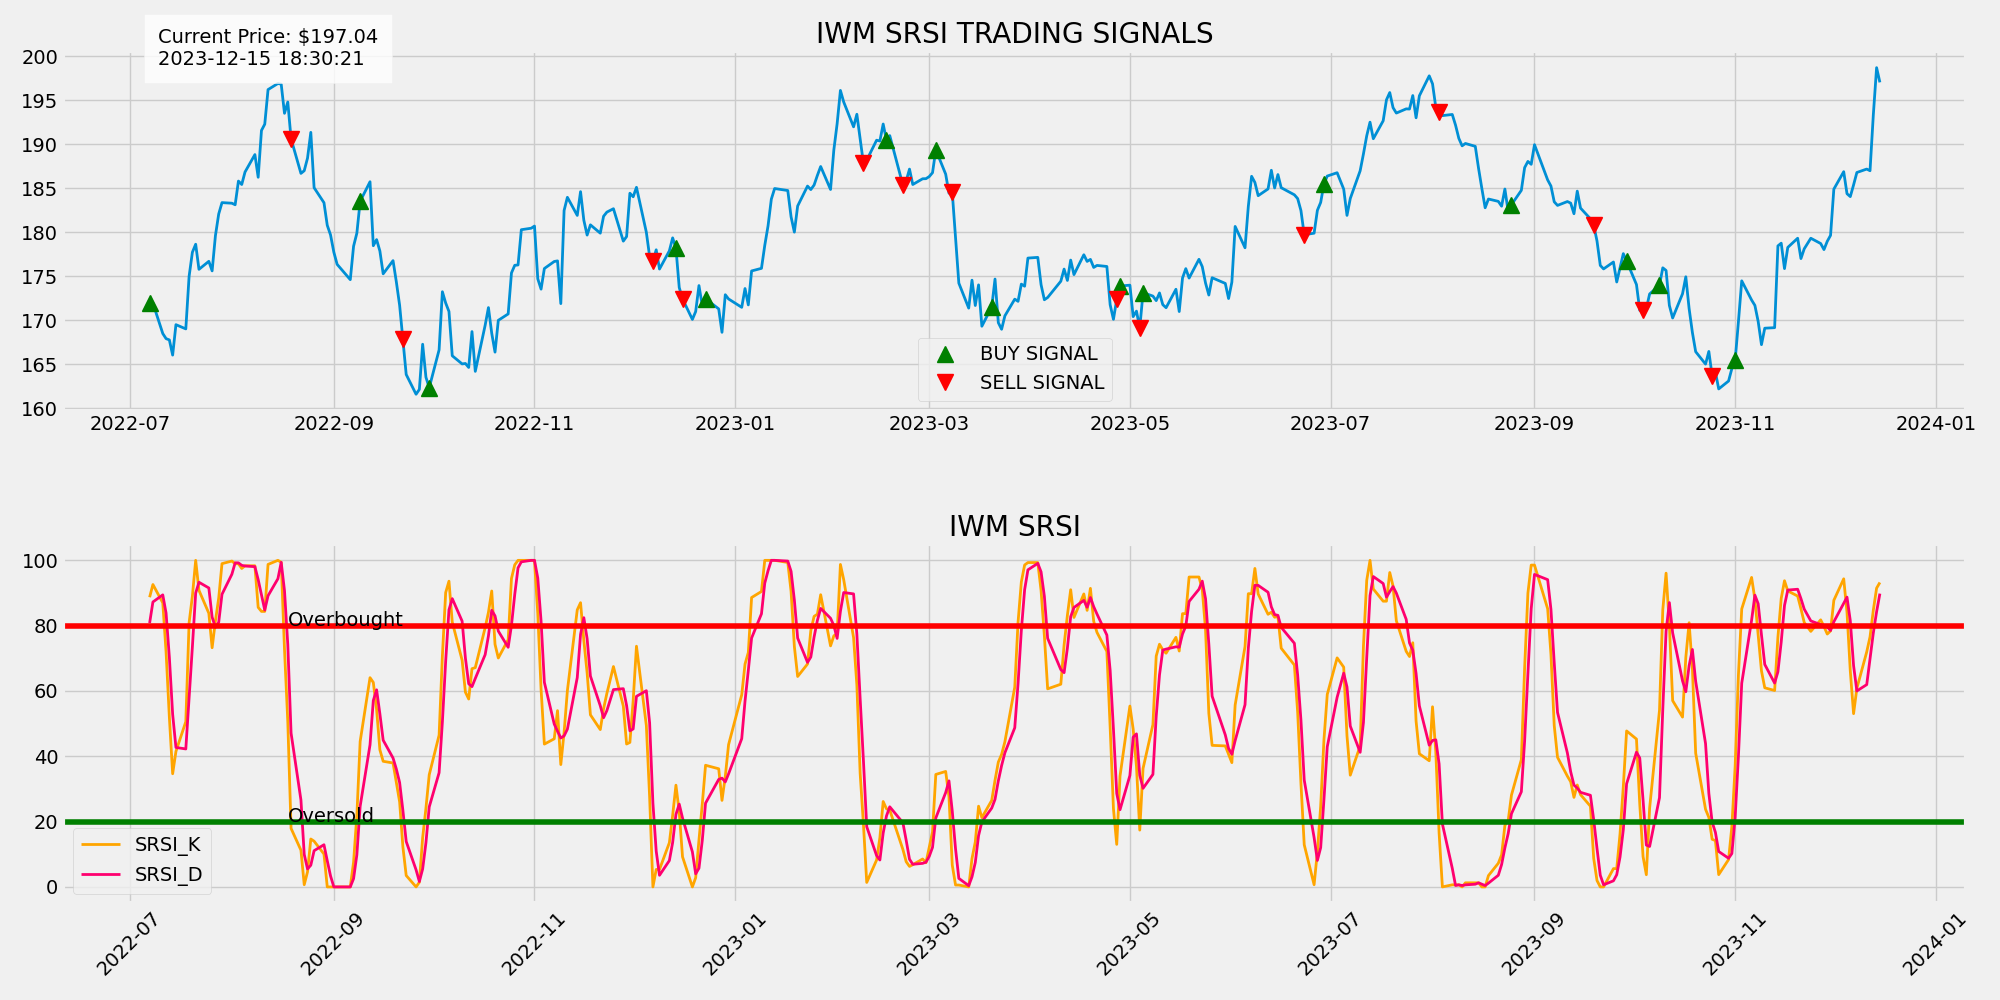 IWM SRSI TRADING SIGNALS
Current Price: $197.04
2023-12-15 18:30:21
200
195
190
185
180
175
170
165
160
BUY SIGNAL
SELL SIGNAL
2022-07 2022-09 2022-11 2023-01 2023-03 2023-05 2023-07 2023-09 2023-11 2024-01
IWM SRSI
100
80
60
40
20
0
Overbought
Oversold
SRSI_K
SRSI_D
2022-07 2022-09 2022-11 2023-01 2023-03 2023-05 2023-07 2023-09 2023-11 2024-01